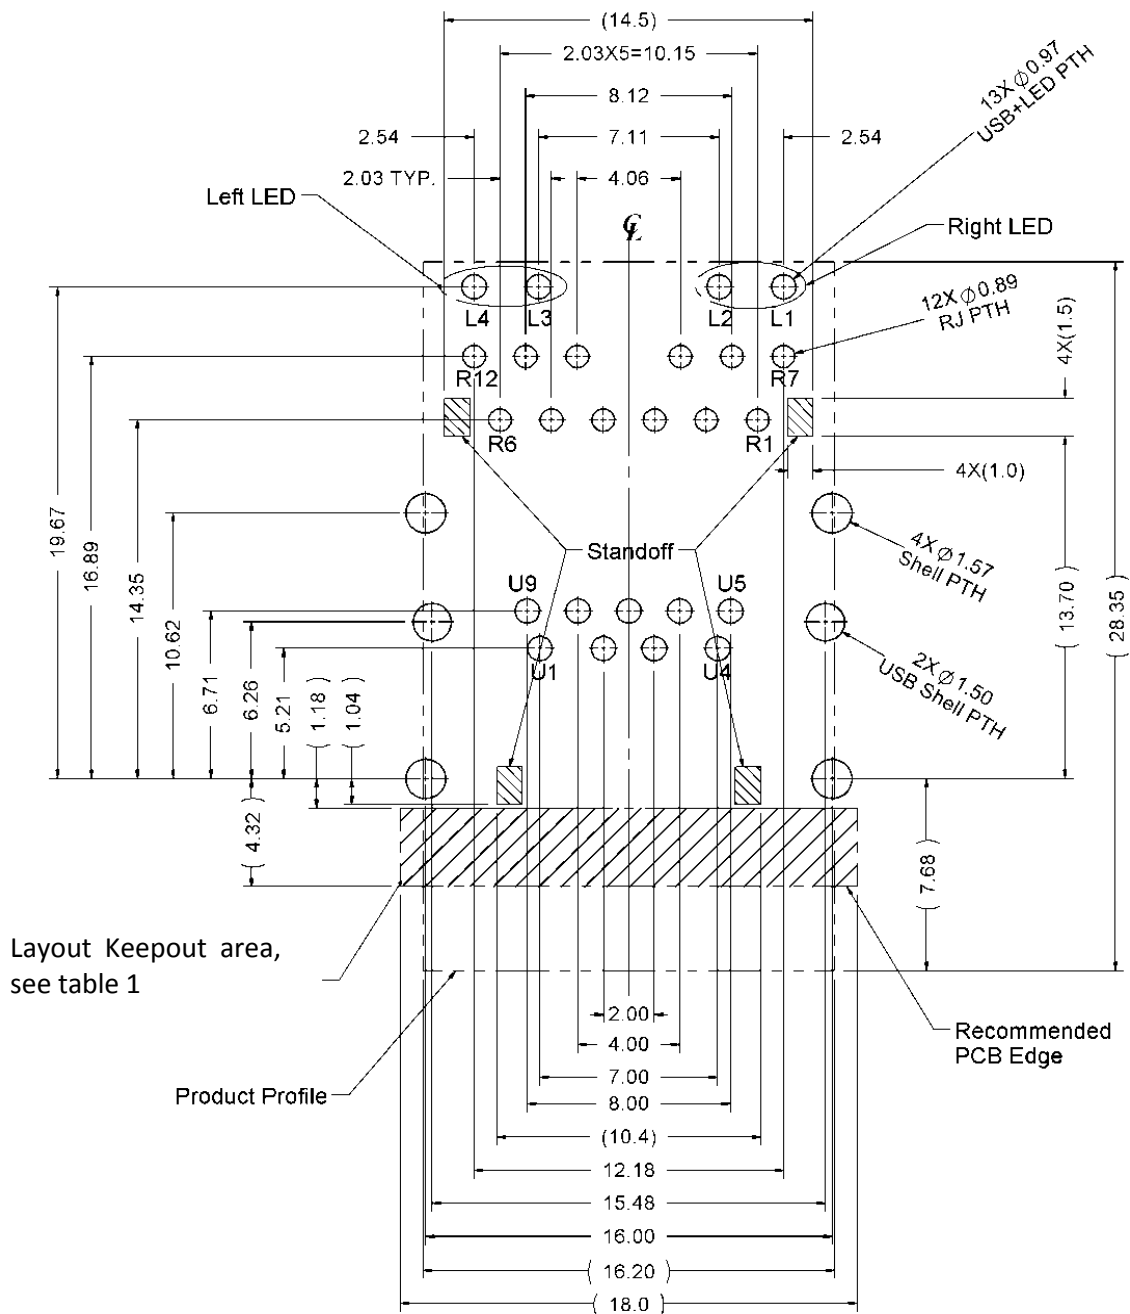 (14.5)
2.03X5=10.15
8.12
2.54
7.11
2.54
2.03 TYP.
4.06
13X Ø0.97
USB+LED PTH
Left LED
℄
Right LED
L4
L3
L2
L1
12X Ø0.89
RJ PTH
R12
R7
4X(1.5)
R6
R1
4X(1.0)
19.67
16.89
14.35
10.62
6.71
6.26
5.21
(1.18)
(1.04)
(4.32)
Standoff
4X Ø1.57
Shell PTH
U9
U5
U1
U4
2X Ø1.50
USB Shell PTH
(13.70)
(28.35)
(7.68)
Layout Keepout area,
see table 1
2.00
Recommended
PCB Edge
4.00
7.00
Product Profile
8.00
(10.4)
12.18
15.48
16.00
(16.20)
(18.0)